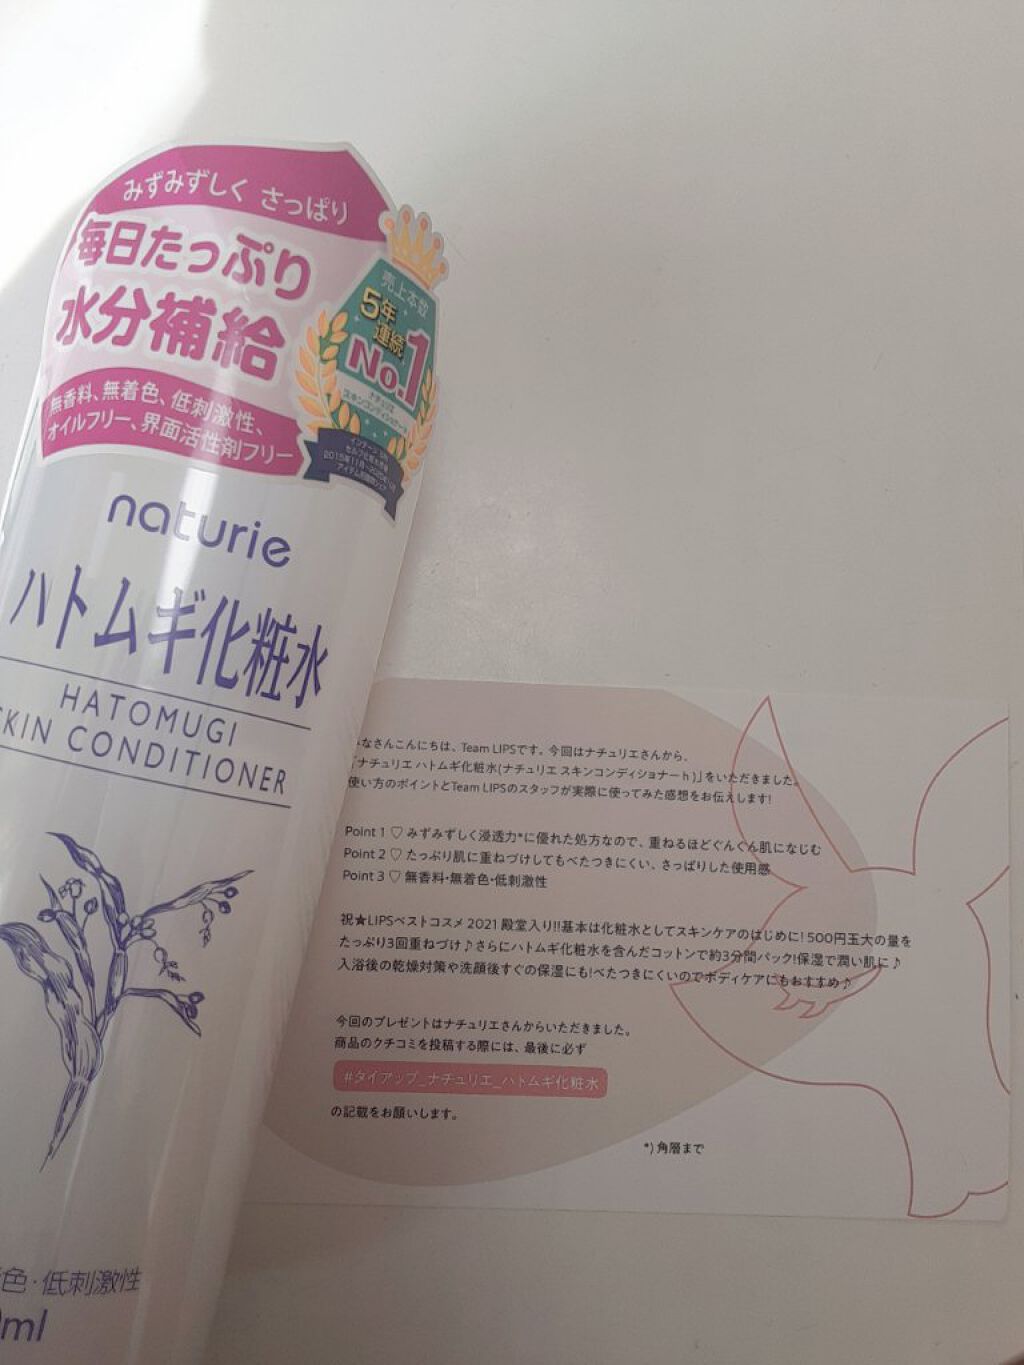 みずみずしく さっぱり
毎日たっぷり
水分補給
無香料、無着色、低刺激性、
オイルフリー、界面活性剤フリー
売上本数
5年
連続
No.1
naturie
ハトムギ化粧水
HATOMUGI
SKIN CONDITIONER
色・低刺激性
ml
なさんこんにちは、Team LIPSです。今回はナチュリエさんから、
「ナチュリエ ハトムギ化粧水(ナチュリエ スキンコンディショナー h)」をいただきました。
使い方のポイントとTeam LIPSのスタッフが実際に使ってみた感想をお伝えします!
Point 1 ♡ みずみずしく浸透力*に優れた処方なので、重ねるほどぐんぐん肌になじむ
Point 2 ♡ たっぷり肌に重ねづけしてもべたつきにくい、さっぱりした使用感
Point 3 ♡ 無香料・無着色・低刺激性
祝★LIPSベストコスメ 2021 殿堂入り!!基本は化粧水としてスキンケアのはじめに! 500円玉大の量を
たっぷり3回重ねづけ♪さらにハトムギ化粧水を含んだコットンで約3分間パック!保湿で潤い肌に♪
入浴後の乾燥対策や洗顔後すぐの保湿にも!べたつきにくいのでボディケアにもおすすめ♪
今回のプレゼントはナチュリエさんからいただきました。
商品のクチコミを投稿する際には、最後に必ず
#タイアップ_ナチュリエ_ハトムギ化粧水
の記載をお願いします。
*) 角層まで